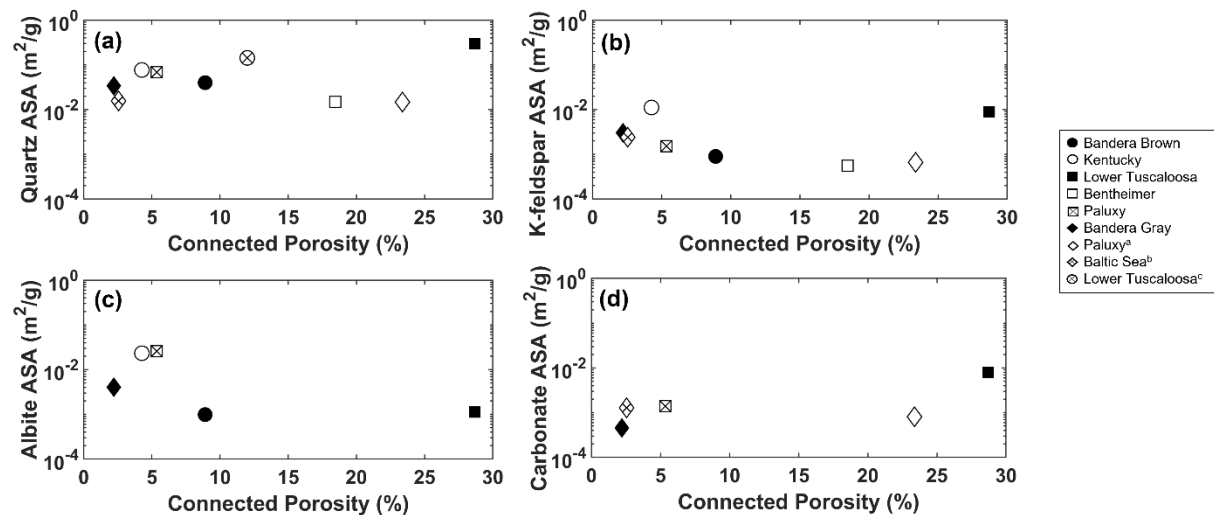 (a)
Quartz ASA (m²/g)
10⁰
10⁻²
10⁻⁴
0 5 10 15 20 25 30
Connected Porosity (%)
(b)
K-feldspar ASA (m²/g)
10⁰
10⁻²
10⁻⁴
0 5 10 15 20 25 30
Connected Porosity (%)
(c)
Albite ASA (m²/g)
10⁰
10⁻²
10⁻⁴
0 5 10 15 20 25 30
Connected Porosity (%)
(d)
Carbonate ASA (m²/g)
10⁰
10⁻²
10⁻⁴
0 5 10 15 20 25 30
Connected Porosity (%)
Bandera Brown
Kentucky
Lower Tuscaloosa
Bentheimer
Paluxy
Bandera Gray
Paluxyᵃ
Baltic Seaᵇ
Lower Tuscaloosaᶜ